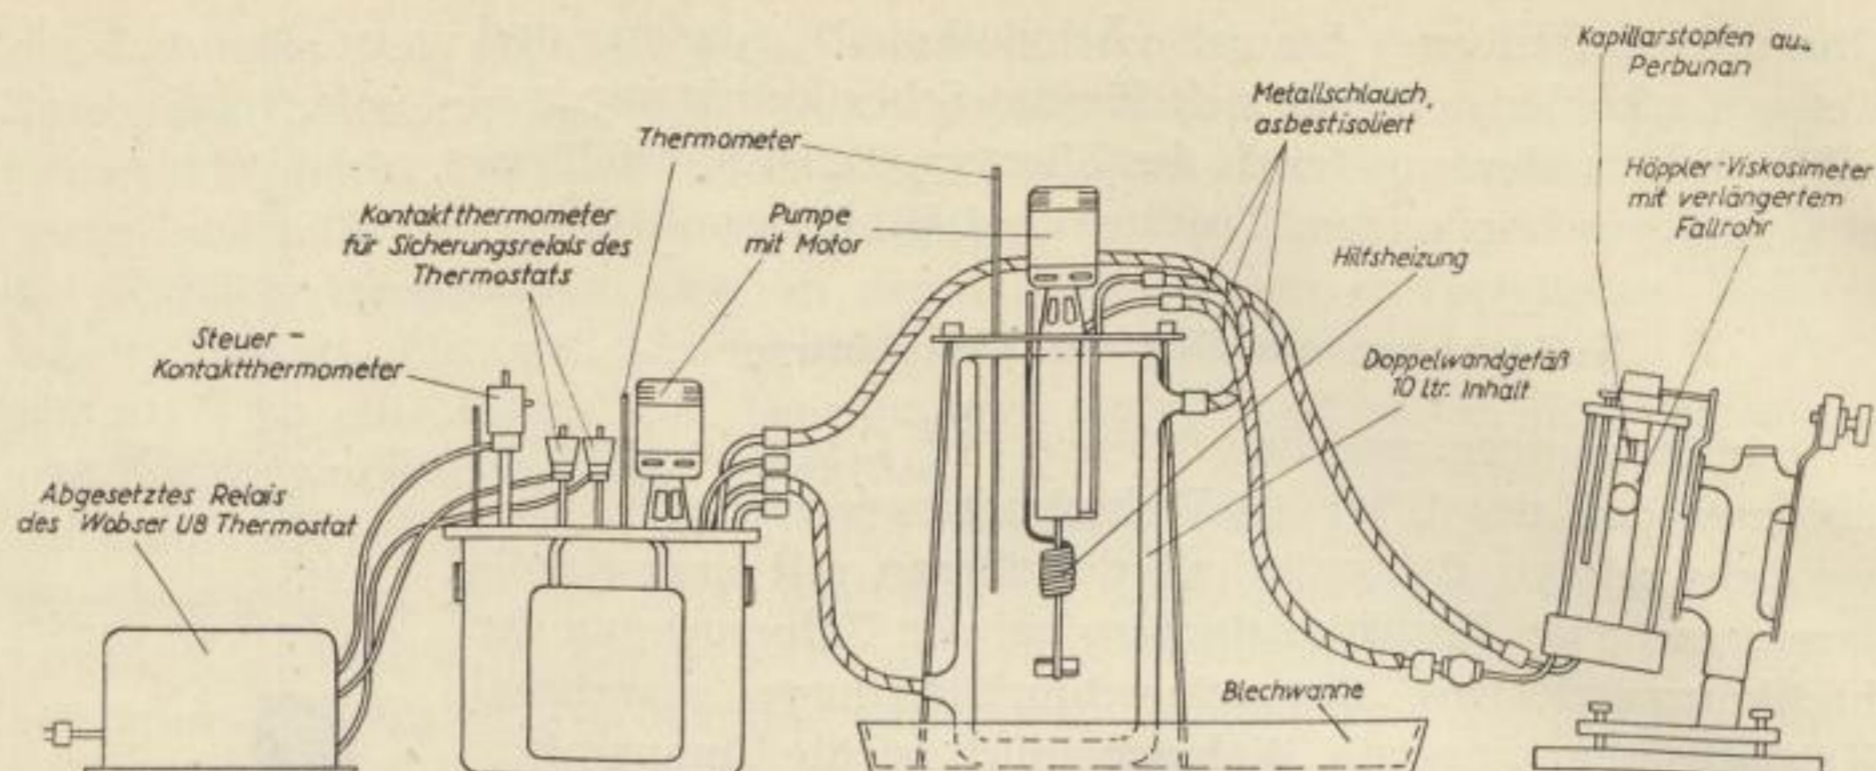 Kapillarstopfen aus
Perbunan
Metallschlauch,
asbestisoliert
Thermometer
Höppler-Viskosimeter
mit verlängertem
Fallrohr
Kontaktthermometer
für Sicherungsrelais des
Thermostats
Pumpe
mit Motor
Hilfsheizung
Steuer-
Kontaktthermometer
Doppelwandgefäß
10 Ltr. Inhalt
Abgesetztes Relais
des Wobser U8 Thermostat
Blechwanne